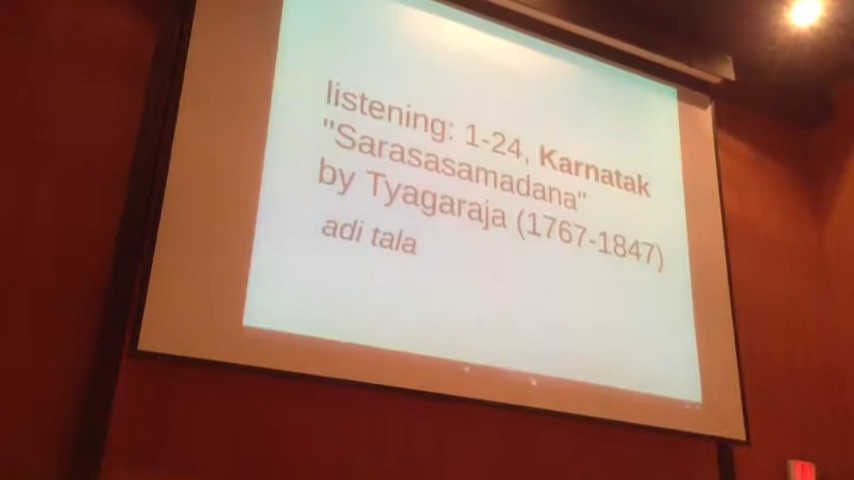 listening: 1-24, Karnatak
"Sarasasamadana"
by Tyagaraja (1767-1847)
adi tala